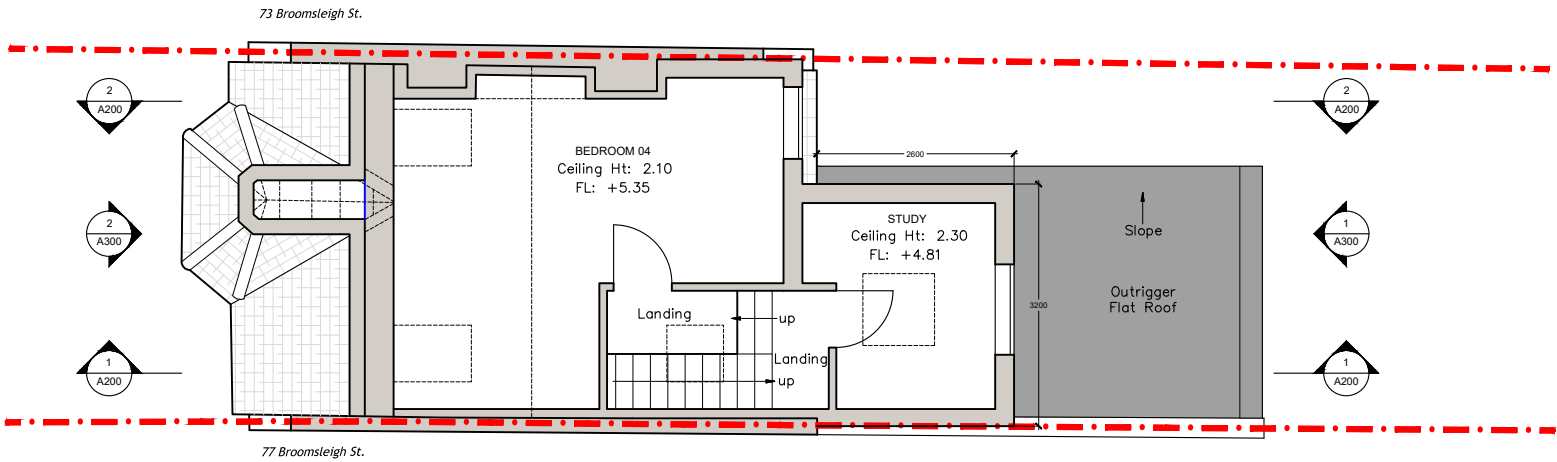 73 Broomsleigh St.
2
A200
2
A200
BEDROOM 04
Ceiling Ht: 2.10
FL: +5.35
2600
2
A300
STUDY
Ceiling Ht: 2.30
FL: +4.81
Slope
1
A300
Outrigger
Flat Roof
3200
Landing
up
Landing
up
1
A200
1
A200
77 Broomsleigh St.